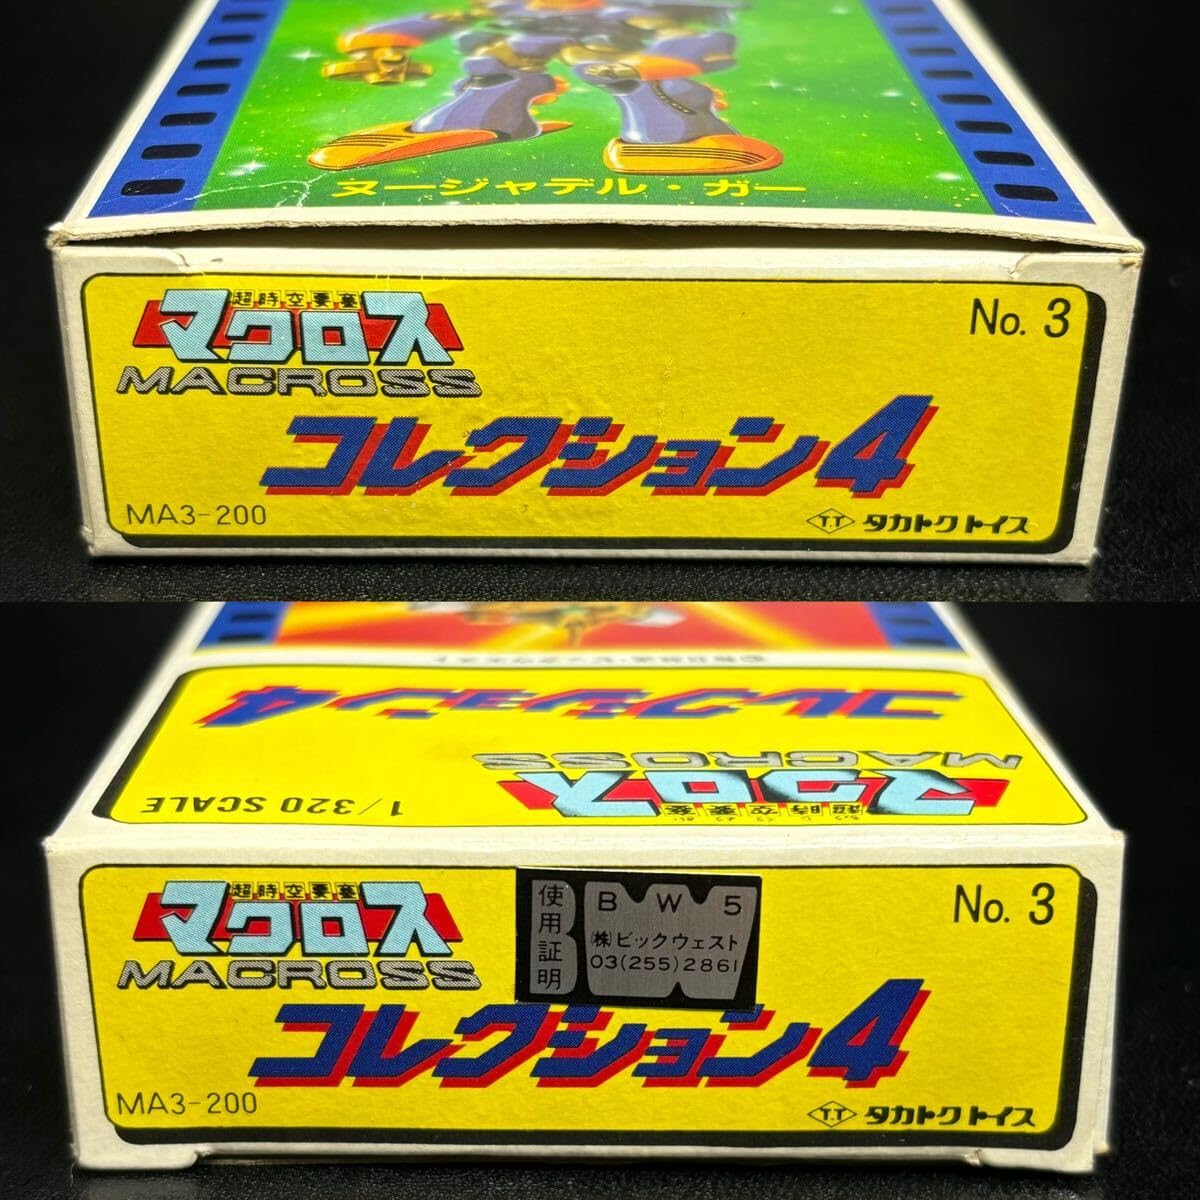 ヌージャデル・ガー
超時空要塞
マクロス
MACROSS
No. 3
コレクション4
MA3-200
T.T タカトクトイス
コレクション4
MACROSS
マクロス
超時空要塞
1/320 SCALE
超時空要塞
マクロス
MACROSS
使用証明
BW5
(株)ビックウェスト
03(255)2861
No. 3
コレクション4
MA3-200
T.T タカトクトイス